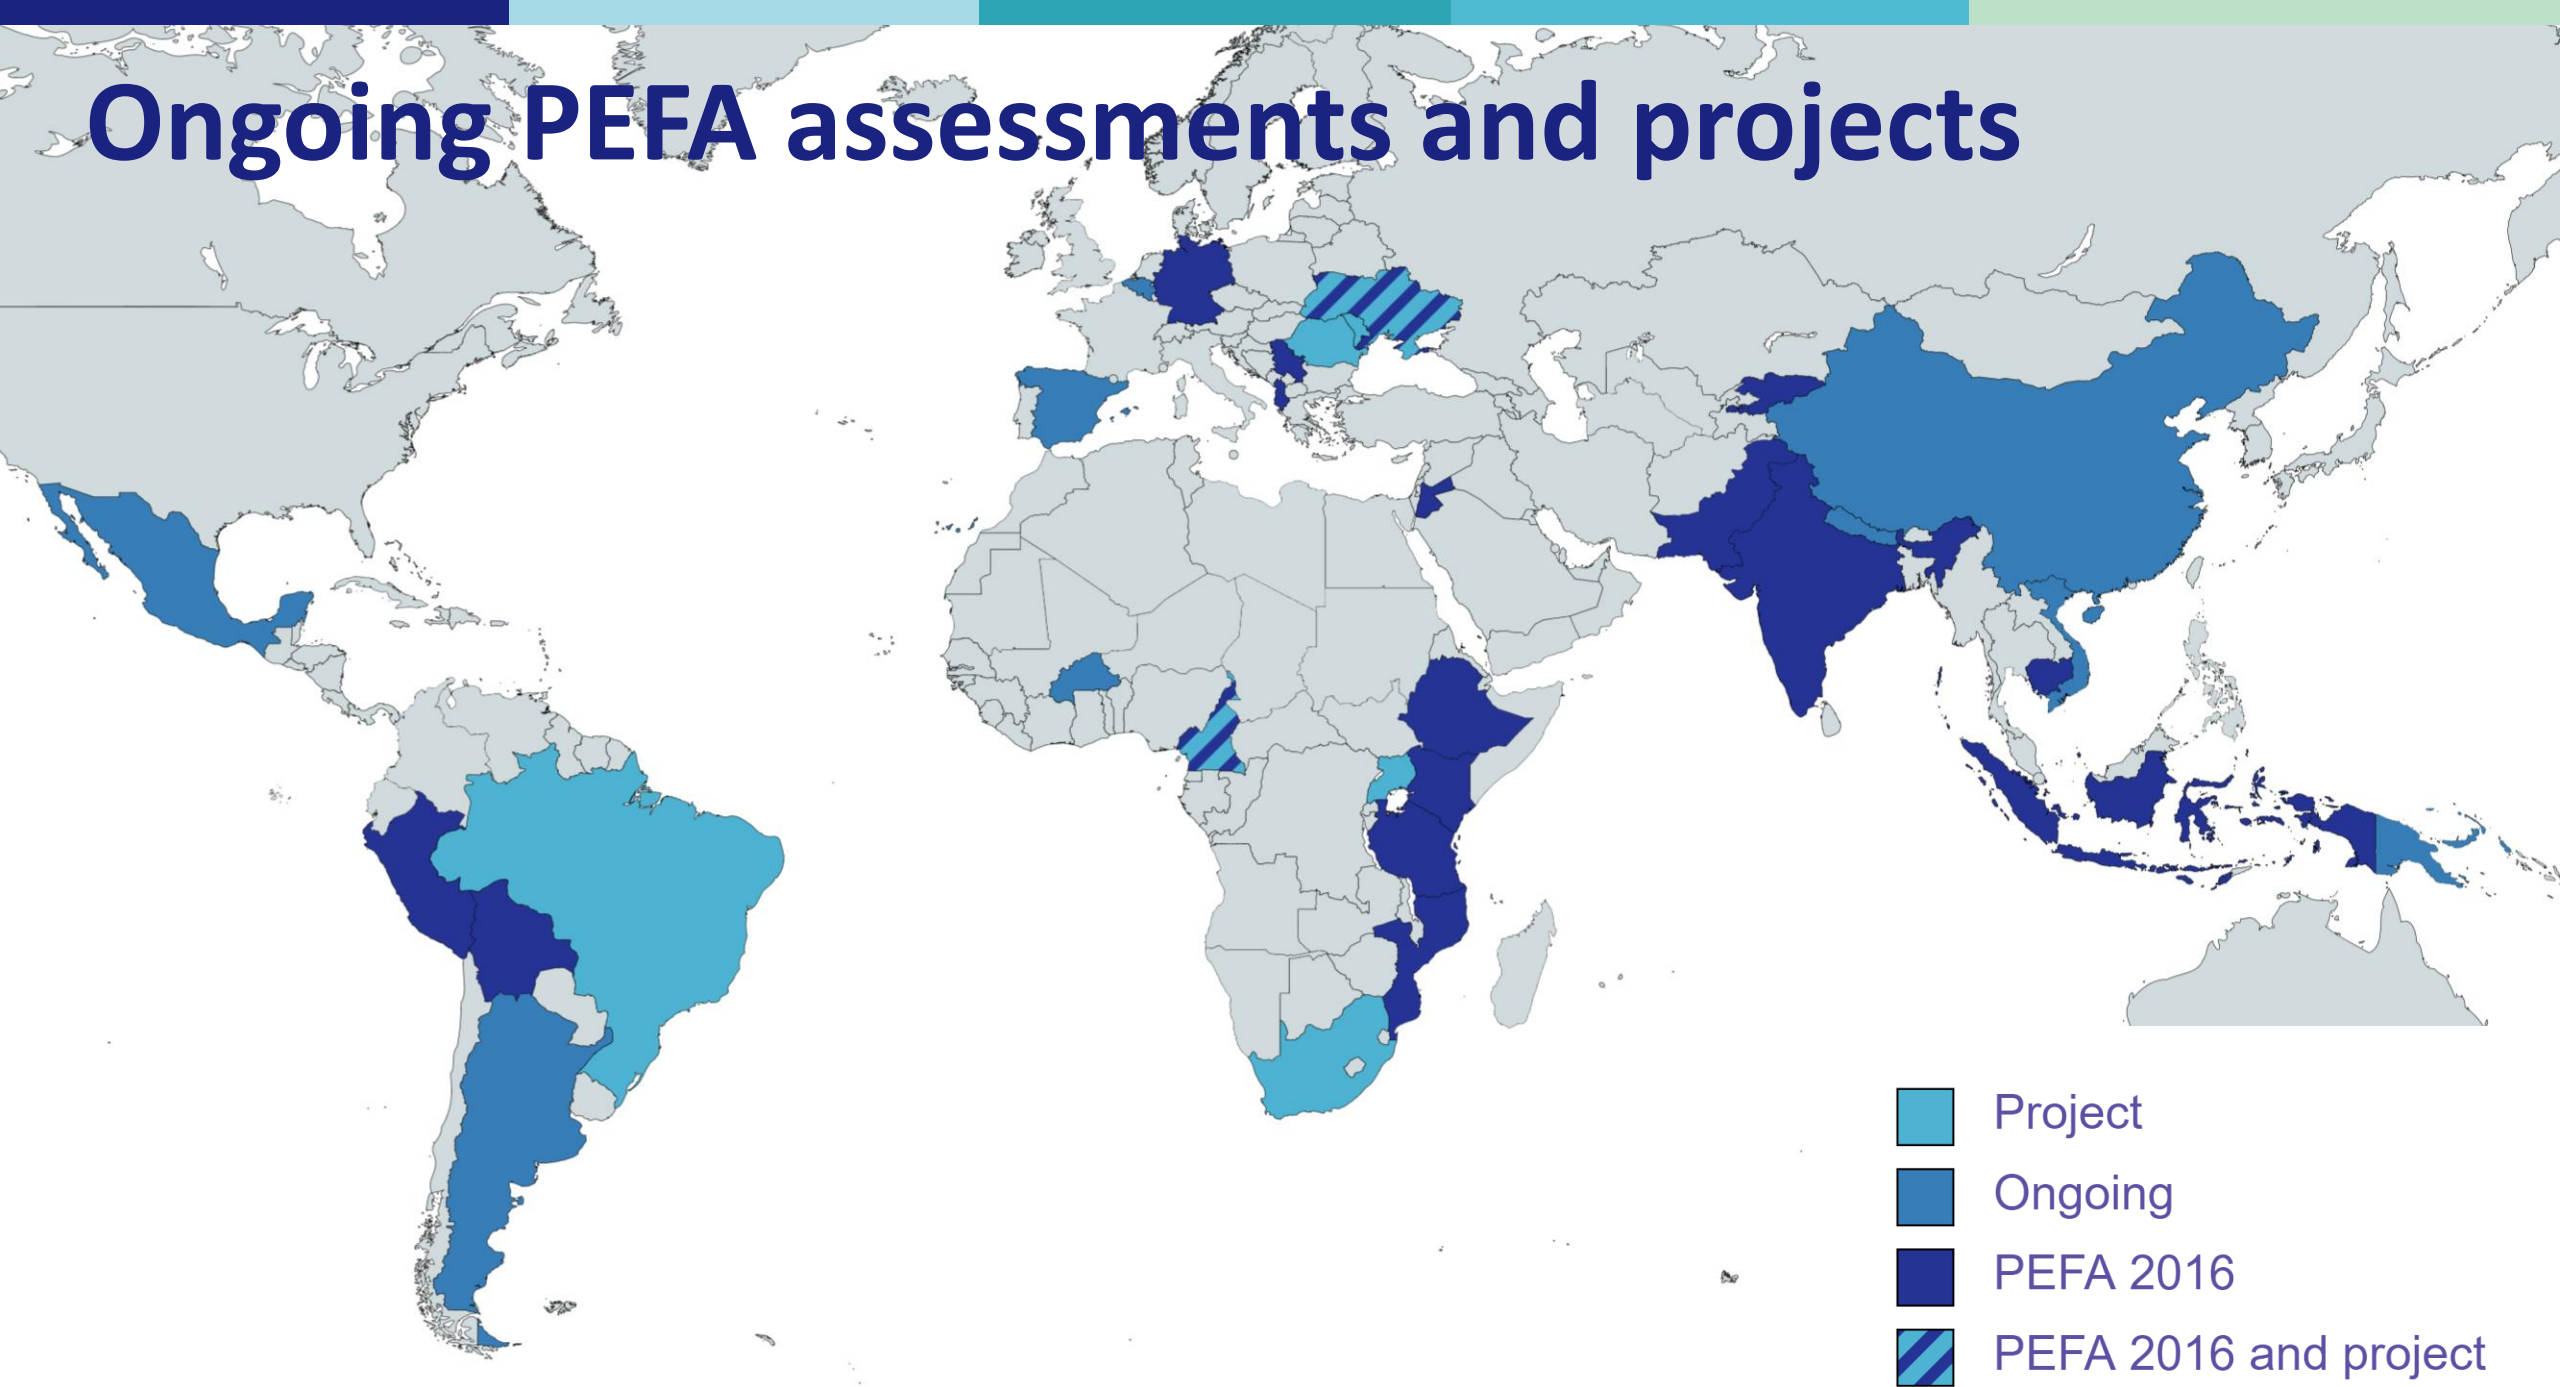 Ongoing PEFA assessments and projects
Project
Ongoing
PEFA 2016
PEFA 2016 and project